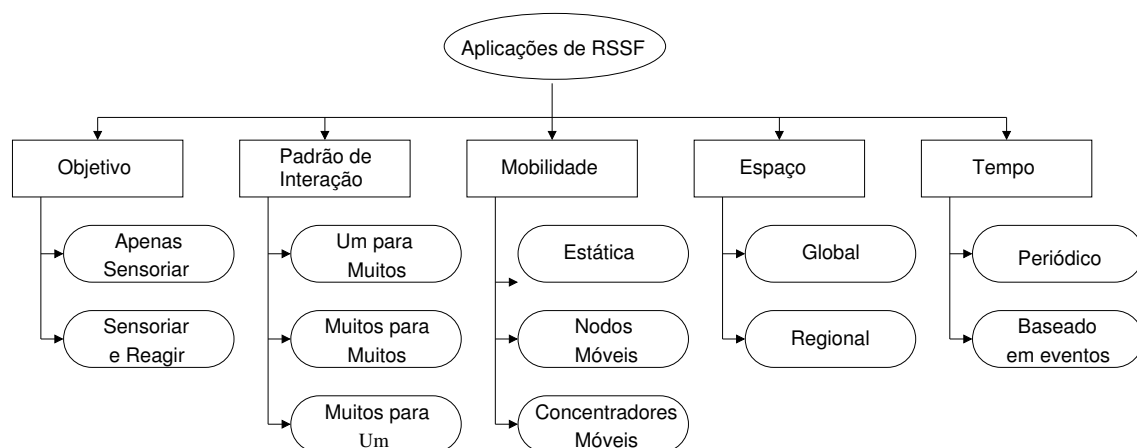 Aplicações de RSSF
Objetivo
Padrão de
Interação
Mobilidade
Espaço
Tempo
Apenas
Sensoriar
Um para
Muitos
Estática
Global
Periódico
Sensoriar
e Reagir
Muitos para
Muitos
Nodos
Móveis
Regional
Baseado
em eventos
Muitos para
Um
Concentradores
Móveis